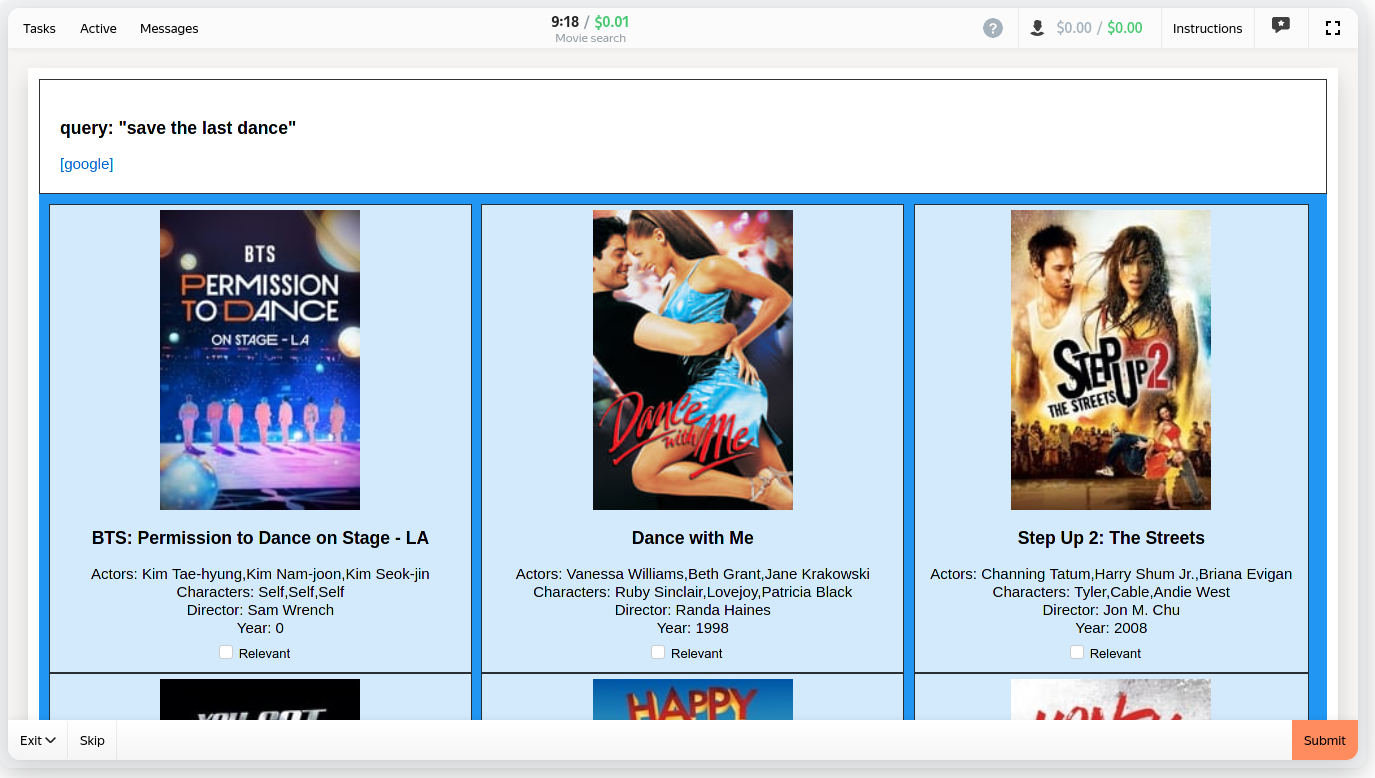 Tasks
Active
Messages
9:18 / $0.01
Movie search
?
$0.00 / $0.00
Instructions
query: "save the last dance"
[google]
BTS
PERMISSION
TO DANCE
ON STAGE - LA
BTS: Permission to Dance on Stage - LA
Actors: Kim Tae-hyung,Kim Nam-joon,Kim Seok-jin
Characters: Self,Self,Self
Director: Sam Wrench
Year: 0
Relevant
Dance
with Me
Dance with Me
Actors: Vanessa Williams,Beth Grant,Jane Krakowski
Characters: Ruby Sinclair,Lovejoy,Patricia Black
Director: Randa Haines
Year: 1998
Relevant
STEP UP 2
THE STREETS
Step Up 2: The Streets
Actors: Channing Tatum,Harry Shum Jr.,Briana Evigan
Characters: Tyler,Cable,Andie West
Director: Jon M. Chu
Year: 2008
Relevant
YOU GOT
HAPPY
HONEY
Exit
Skip
Submit